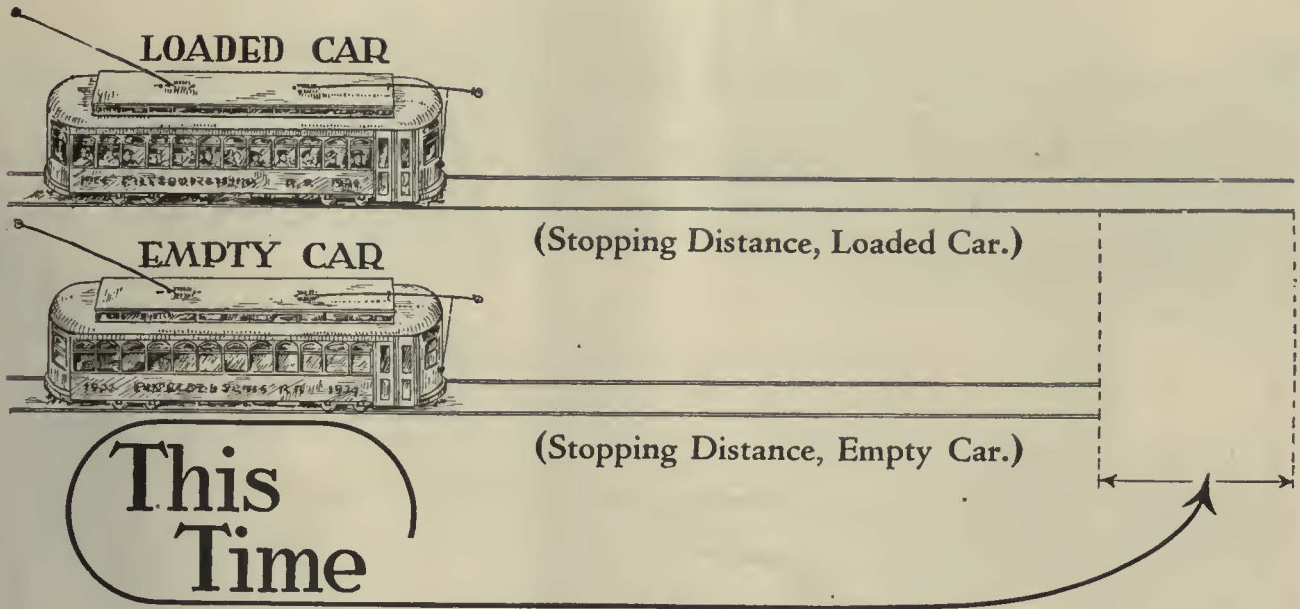 LOADED CAR
(Stopping Distance, Loaded Car.)
EMPTY CAR
(Stopping Distance, Empty Car.)
This
Time